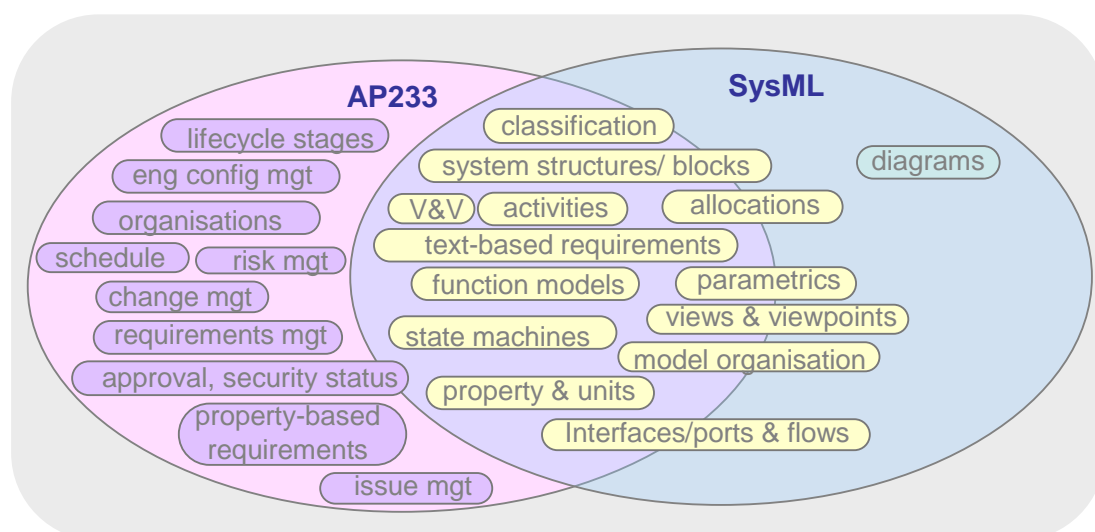 AP233
SysML
lifecycle stages
eng config mgt
organisations
schedule
risk mgt
change mgt
requirements mgt
approval, security status
property-based
requirements
issue mgt
classification
system structures/ blocks
V&V
activities
allocations
text-based requirements
function models
parametrics
state machines
views & viewpoints
model organisation
property & units
Interfaces/ports & flows
diagrams